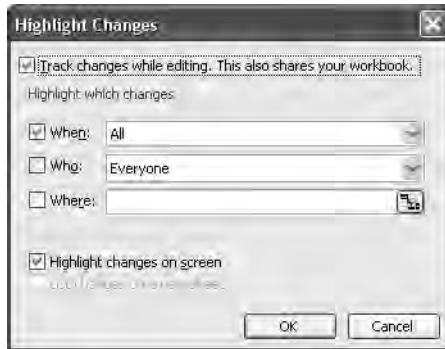 Highlight Changes
Track changes while editing. This also shares your workbook.
Highlight which changes
When: All
Who: Everyone
Where:
Highlight changes on screen
OK Cancel